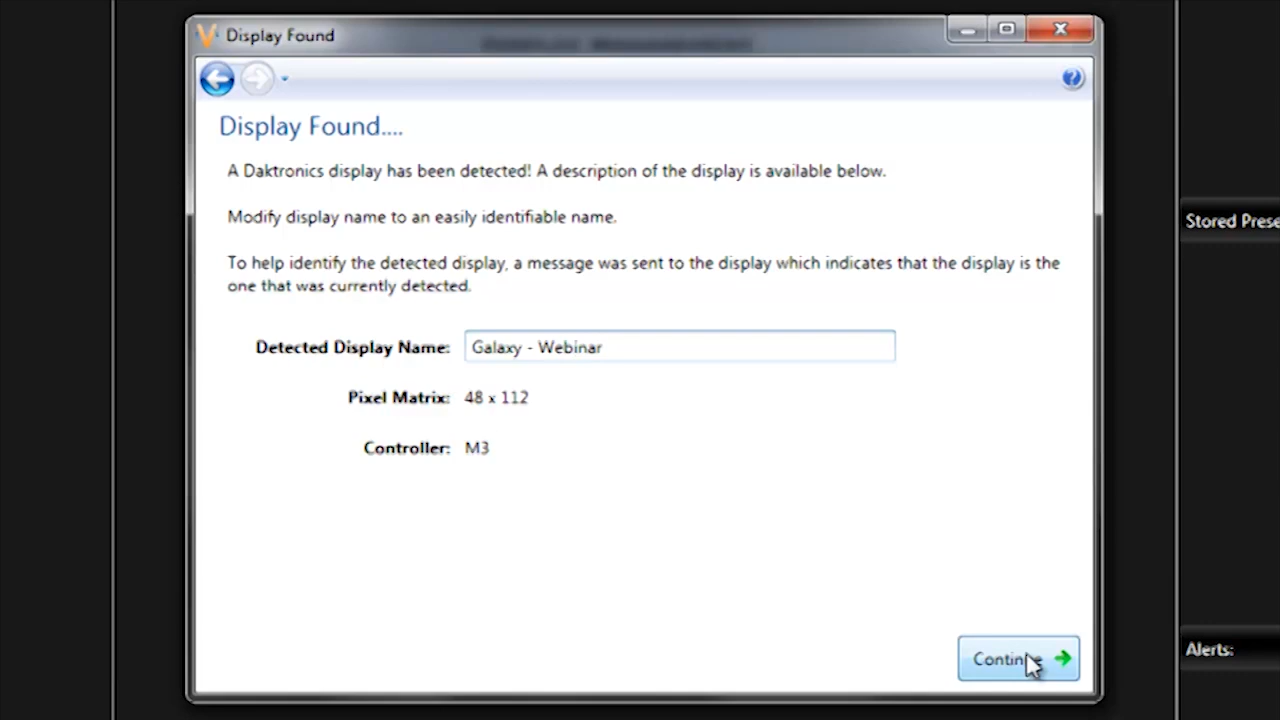 Display Found
Display Found....
A Daktronics display has been detected! A description of the display is available below.
Modify display name to an easily identifiable name.
To help identify the detected display, a message was sent to the display which indicates that the display is the
one that was currently detected.
Detected Display Name: Galaxy - Webinar
Pixel Matrix: 48 x 112
Controller: M3
Continue
Stored Prese
Alerts: